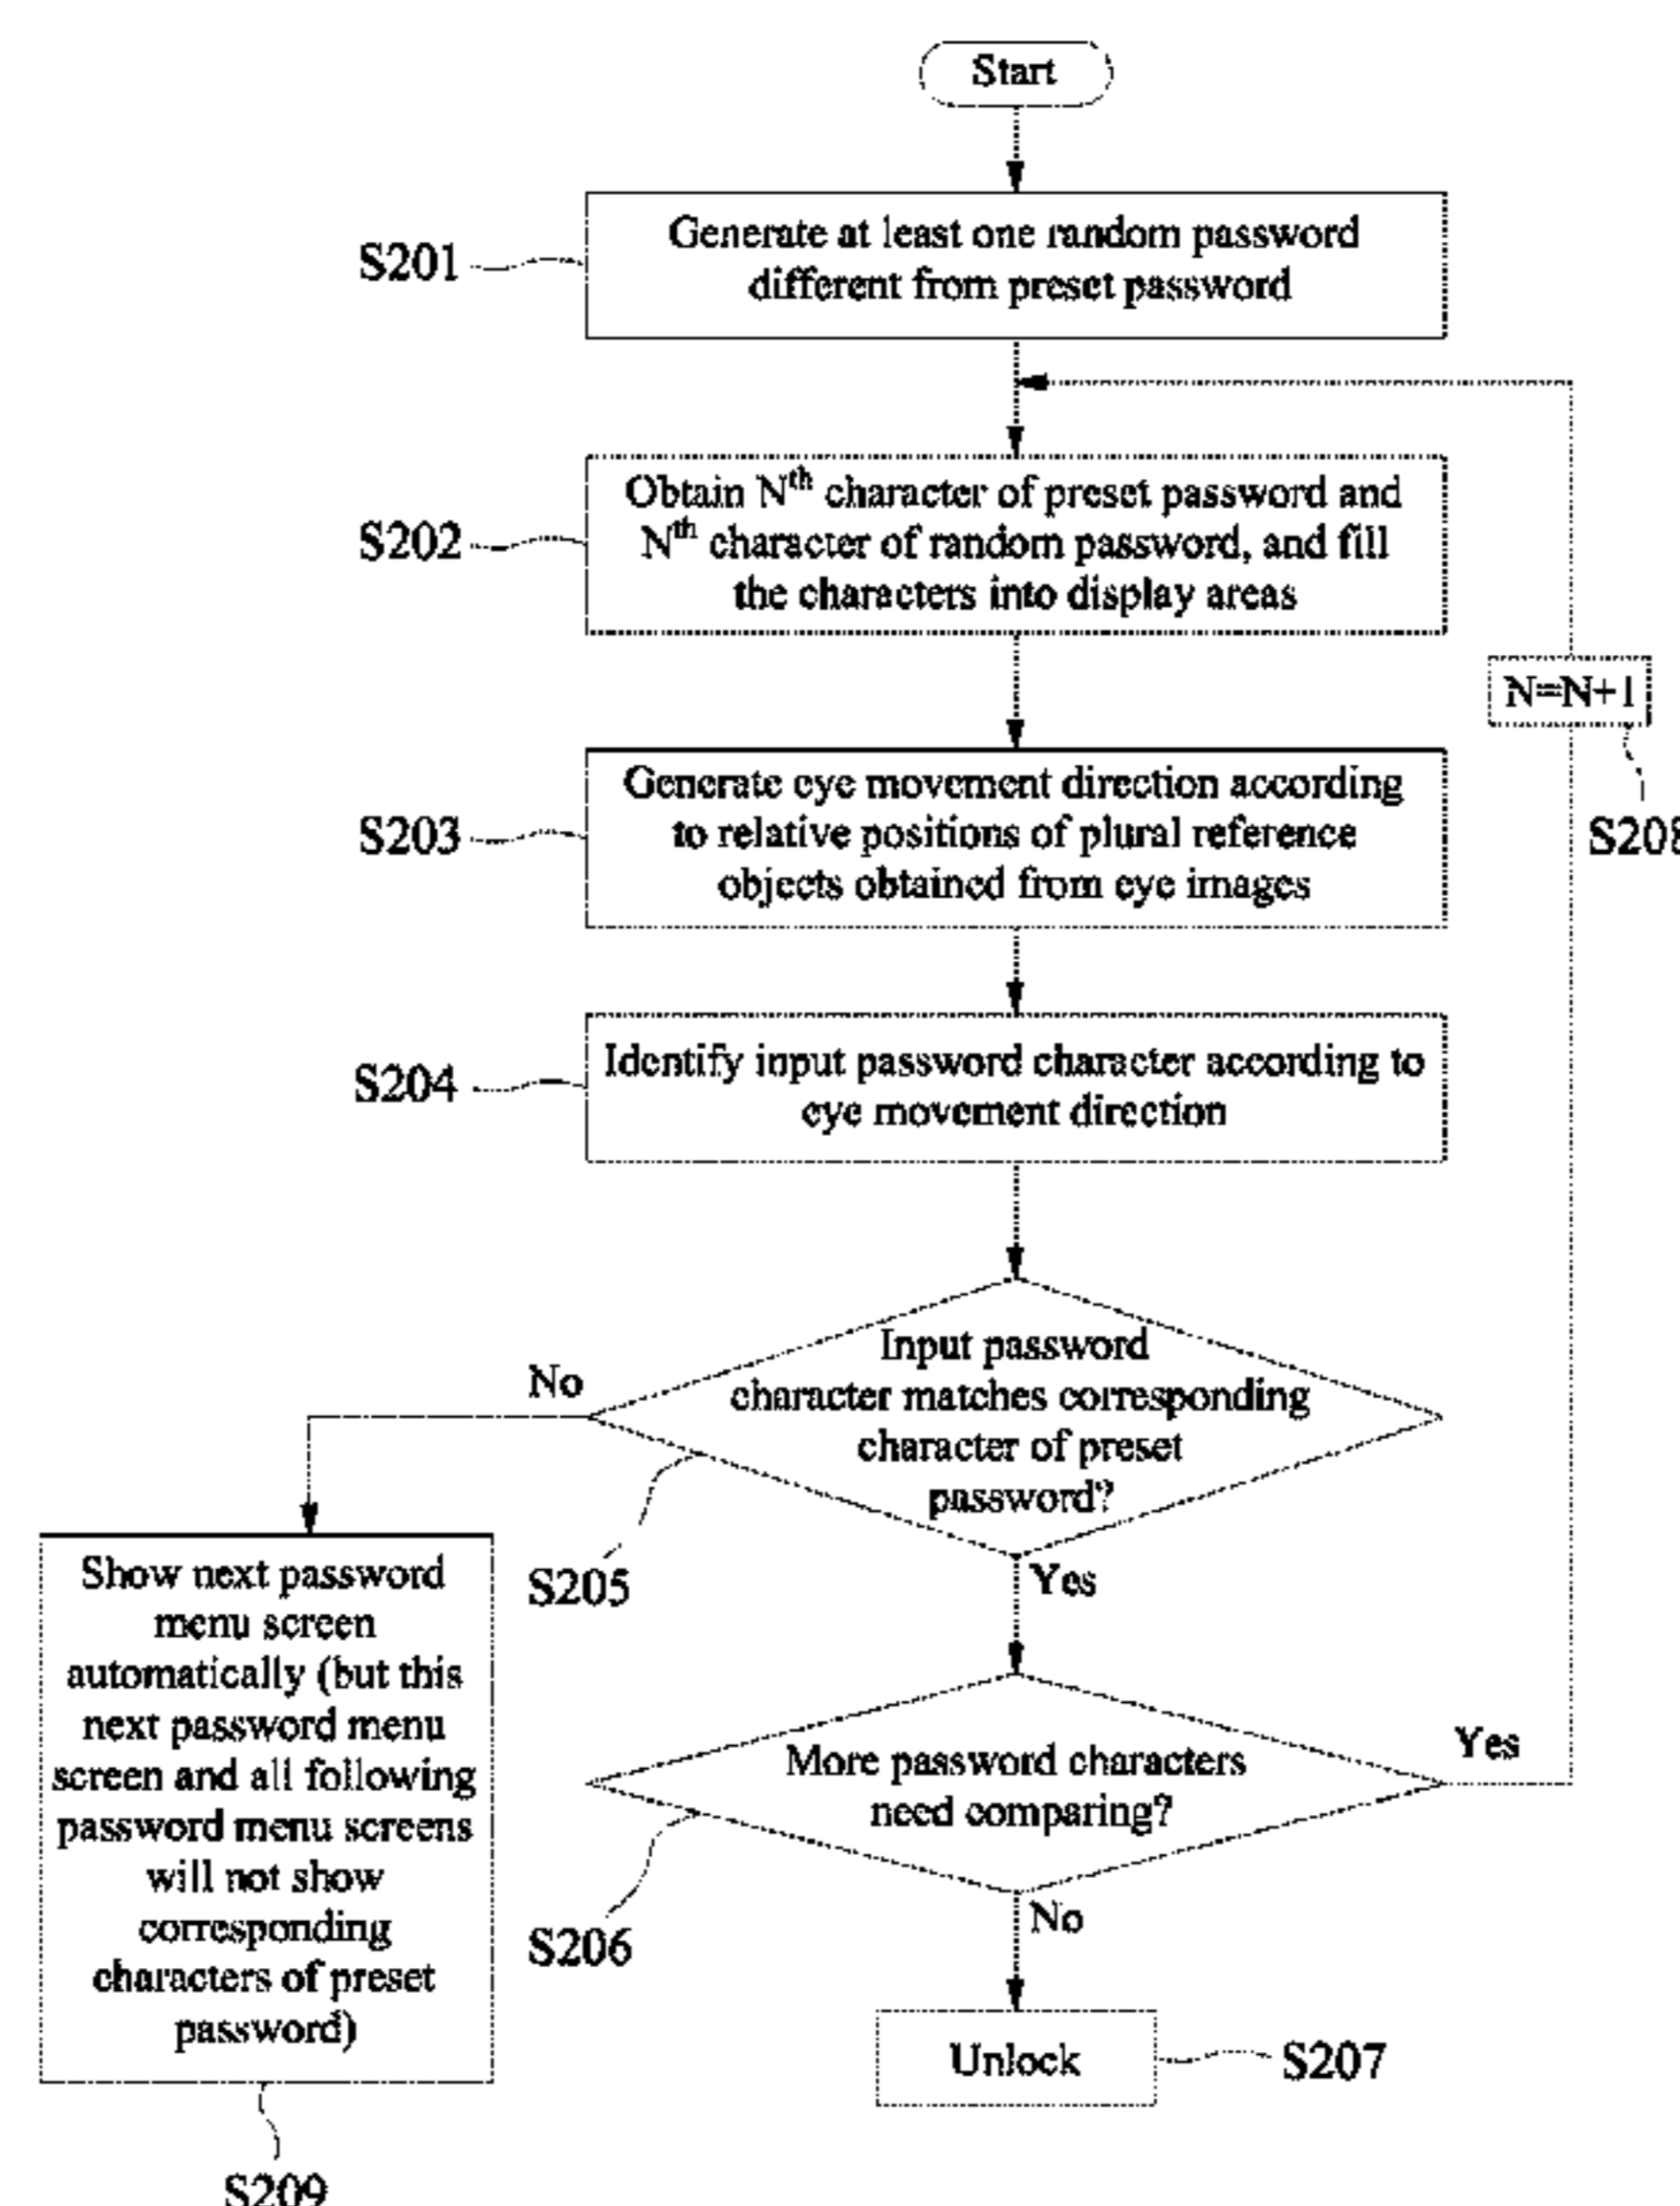 Start
S201
Generate at least one random password
different from preset password
S202
Obtain Nth character of preset password and
Nth character of random password, and fill
the characters into display areas
N=N+1
S208
S203
Generate eye movement direction according
to relative positions of plural reference
objects obtained from eye images
S204
Identify input password character according to
eye movement direction
No
Input password
character matches corresponding
character of preset
password?
S205
Yes
Show next password
menu screen
automatically (but this
next password menu
screen and all following
password menu screens
will not show
corresponding
characters of preset
password)
S209
More password characters
need comparing?
Yes
S206
No
Unlock
S207